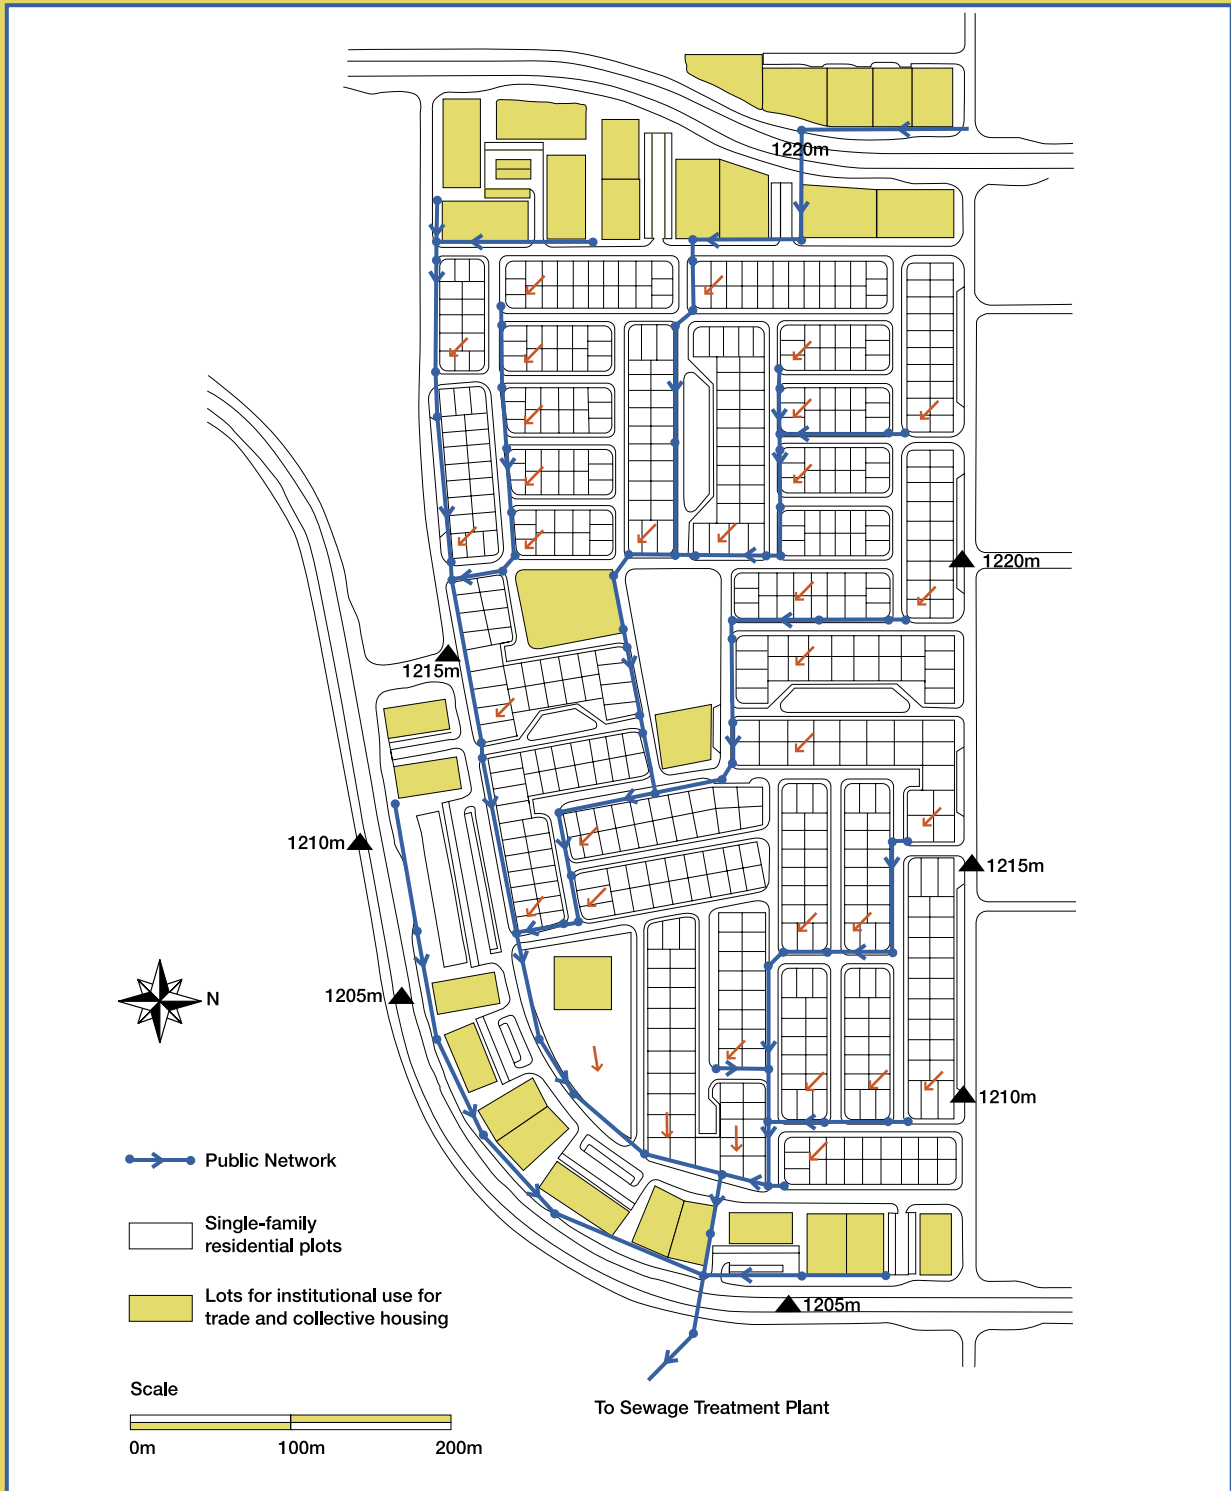 1220m
1220m
1215m
1210m
1215m
N
1205m
1210m
Public Network
Single-family
residential plots
Lots for institutional use for
trade and collective housing
1205m
Scale
To Sewage Treatment Plant
0m
100m
200m